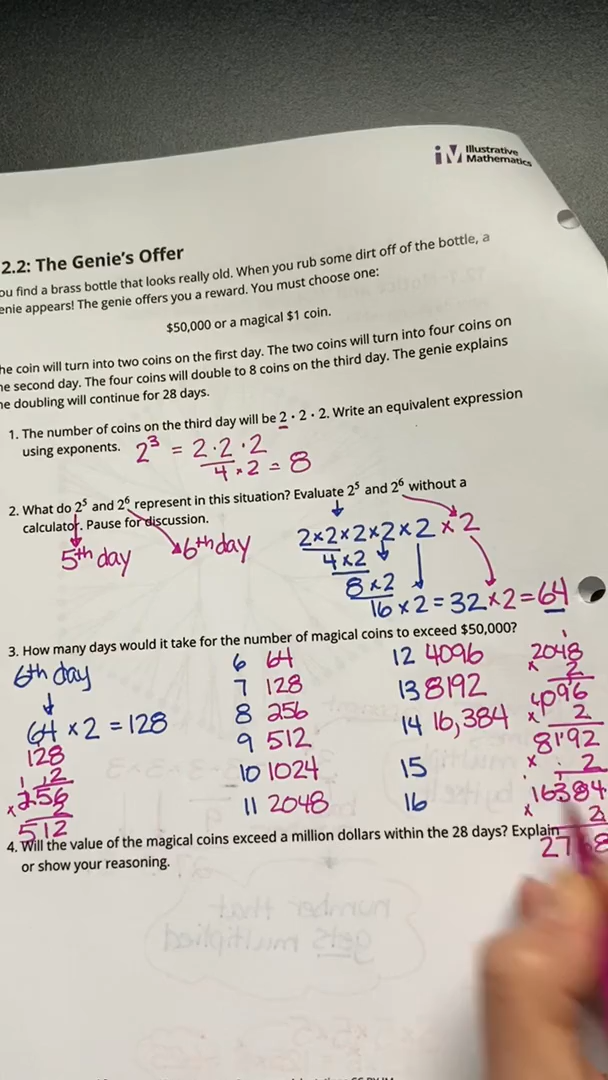 Illustrative
Mathematics
2.2: The Genie's Offer
ou find a brass bottle that looks really old. When you rub some dirt off of the bottle, a
enie appears! The genie offers you a reward. You must choose one:
$50,000 or a magical $1 coin.
he coin will turn into two coins on the first day. The two coins will turn into four coins on
he second day. The four coins will double to 8 coins on the third day. The genie explains
he doubling will continue for 28 days.
1. The number of coins on the third day will be 2 · 2 · 2. Write an equivalent expression
using exponents. 2³ = 2·2·2
4×2=8
2. What do 2⁵ and 2⁶ represent in this situation? Evaluate 2⁵ and 2⁶ without a
calculator. Pause for discussion.
5th day
6th day
2×2×2×2×2×2
4×2
8×2
16×2=32×2=64
3. How many days would it take for the number of magical coins to exceed $50,000?
6th day
64×2=128
128
2
256
×2
512
6 64
7 128
8 256
9 512
10 1024
11 2048
12 4096
13 8192
14 16,384
15
16
2048
× 2
4096
× 2
8192
× 2
16384
× 2
2768
4. Will the value of the magical coins exceed a million dollars within the 28 days? Explain
or show your reasoning.
number that
gets multiplied